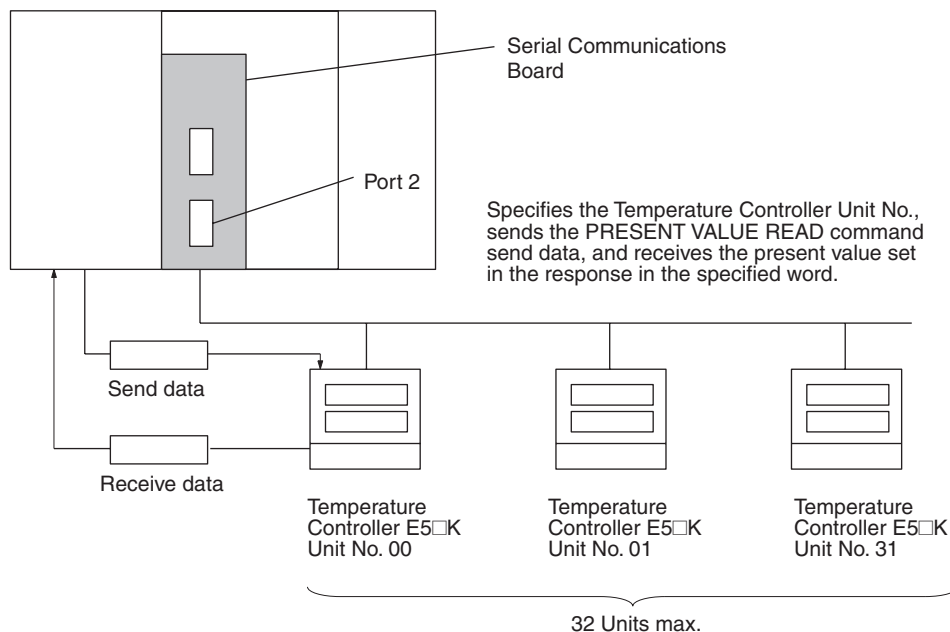 Serial Communications
Board
Port 2
Specifies the Temperature Controller Unit No.,
sends the PRESENT VALUE READ command
send data, and receives the present value set
in the response in the specified word.
Send data
Receive data
Temperature
Controller E5□K
Unit No. 00
Temperature
Controller E5□K
Unit No. 01
Temperature
Controller E5□K
Unit No. 31
32 Units max.